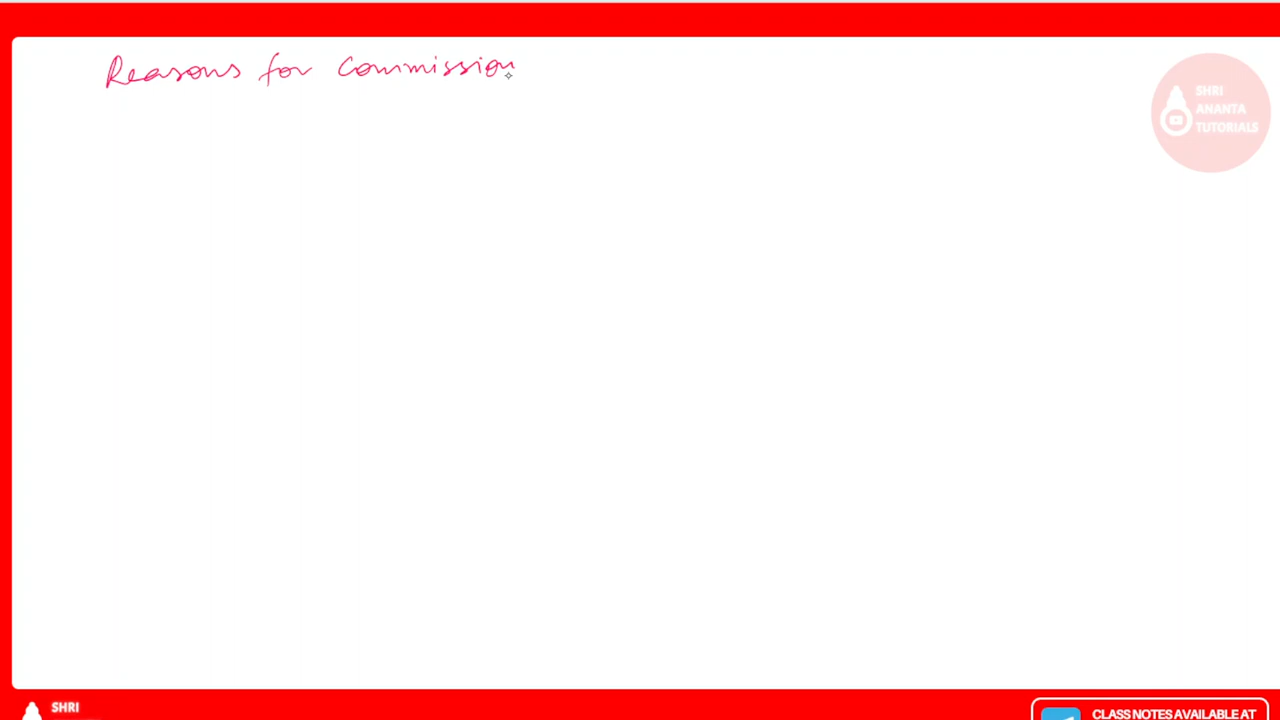 Reasons for Commission
SHRI
ANANTA
TUTORIALS
SHRI
CLASS NOTES AVAILABLE AT